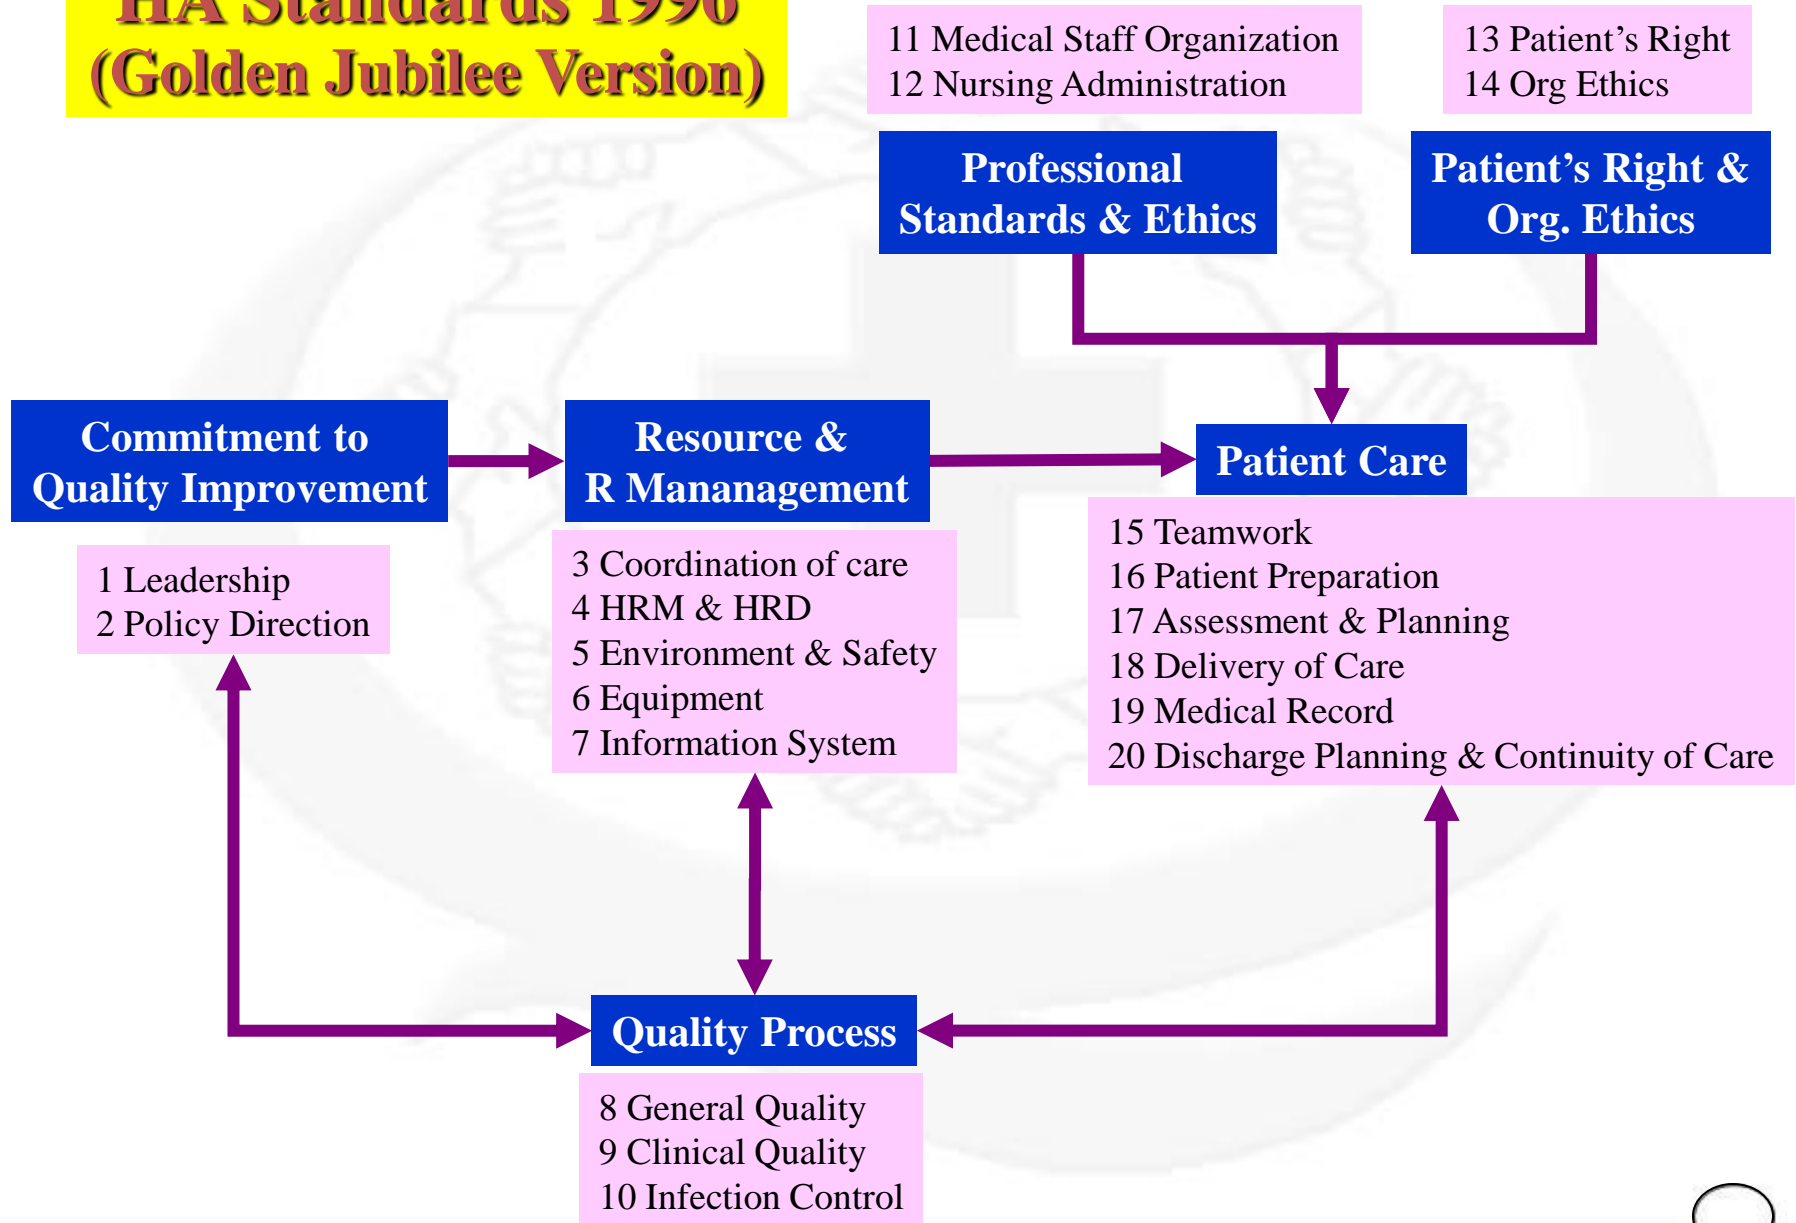 HA Standards 1996
(Golden Jubilee Version)
11 Medical Staff Organization
12 Nursing Administration
13 Patient's Right
14 Org Ethics
Professional
Standards & Ethics
Patient's Right &
Org. Ethics
Commitment to
Quality Improvement
Resource &
R Mananagement
Patient Care
1 Leadership
2 Policy Direction
3 Coordination of care
4 HRM & HRD
5 Environment & Safety
6 Equipment
7 Information System
15 Teamwork
16 Patient Preparation
17 Assessment & Planning
18 Delivery of Care
19 Medical Record
20 Discharge Planning & Continuity of Care
Quality Process
8 General Quality
9 Clinical Quality
10 Infection Control